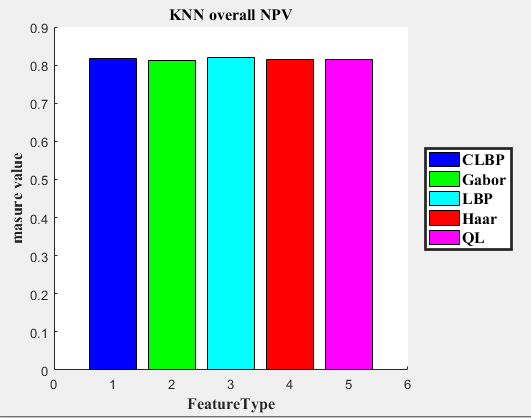 KNN overall NPV
0.9
0.8
0.7
0.6
0.5
0.4
0.3
0.2
0.1
0
masure value
0 1 2 3 4 5 6
FeatureType
CLBP
Gabor
LBP
Haar
QL